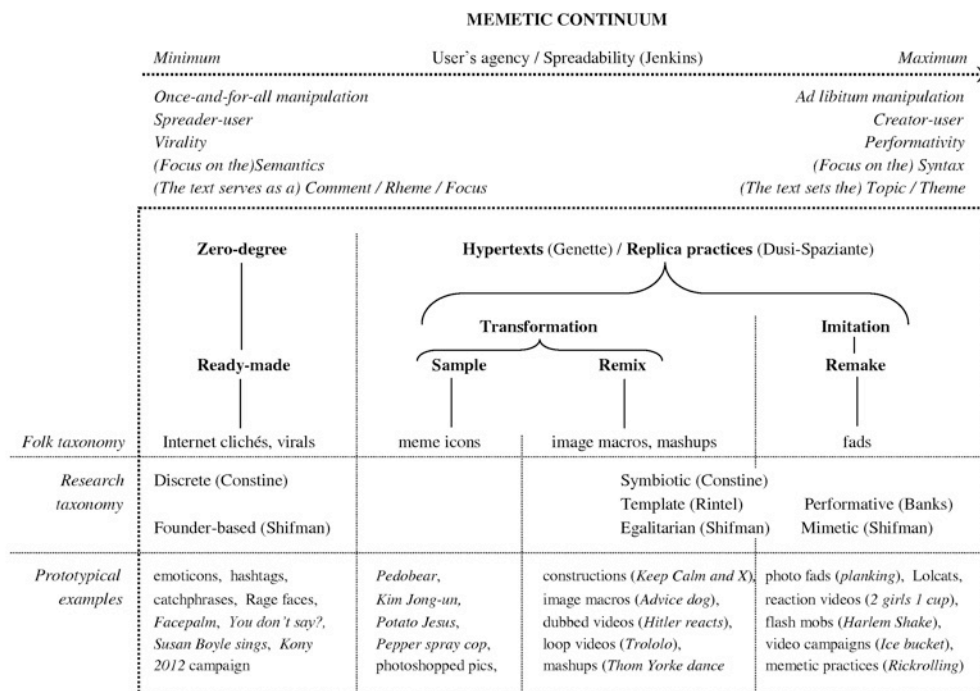 MEMETIC CONTINUUM
Minimum User's agency / Spreadability (Jenkins) Maximum
Once-and-for-all manipulation Ad libitum manipulation
Spreader-user Creator-user
Virality Performativity
(Focus on the)Semantics (Focus on the) Syntax
(The text serves as a) Comment / Rheme / Focus (The text sets the) Topic / Theme
Zero-degree Hypertexts (Genette) / Replica practices (Dusi-Spaziante)
Transformation Imitation
Ready-made Sample Remix Remake
Folk taxonomy Internet clichés, virals meme icons image macros, mashups fads
Research Discrete (Constine) Symbiotic (Constine)
taxonomy Template (Rintel) Performative (Banks)
Founder-based (Shifman) Egalitarian (Shifman) Mimetic (Shifman)
Prototypical emoticons, hashtags, Pedobear, constructions (Keep Calm and X), photo fads (planking), Lolcats,
examples catchphrases, Rage faces, Kim Jong-un, image macros (Advice dog), reaction videos (2 girls 1 cup),
Facepalm, You don't say?, Potato Jesus, dubbed videos (Hitler reacts), flash mobs (Harlem Shake),
Susan Boyle sings, Kony Pepper spray cop, loop videos (Trololo), video campaigns (Ice bucket),
2012 campaign photoshopped pics, mashups (Thom Yorke dance memetic practices (Rickrolling)